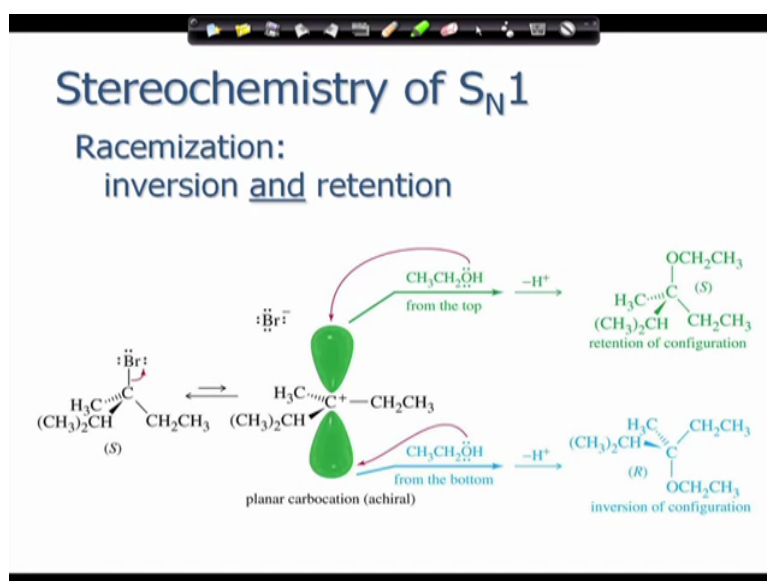 Stereochemistry of SN1
Racemization:
inversion and retention
:B̈r:
H3C
C
(CH3)2CH
CH2CH3
(S)
:B̈r:⁻
H3C
C+—CH2CH3
(CH3)2CH
planar carbocation (achiral)
CH3CH2ÖH
from the top
−H+
OCH2CH3
(S)
H3C
C
(CH3)2CH
CH2CH3
retention of configuration
CH3CH2ÖH
from the bottom
−H+
H3C
CH2CH3
(CH3)2CH
C
(R)
OCH2CH3
inversion of configuration